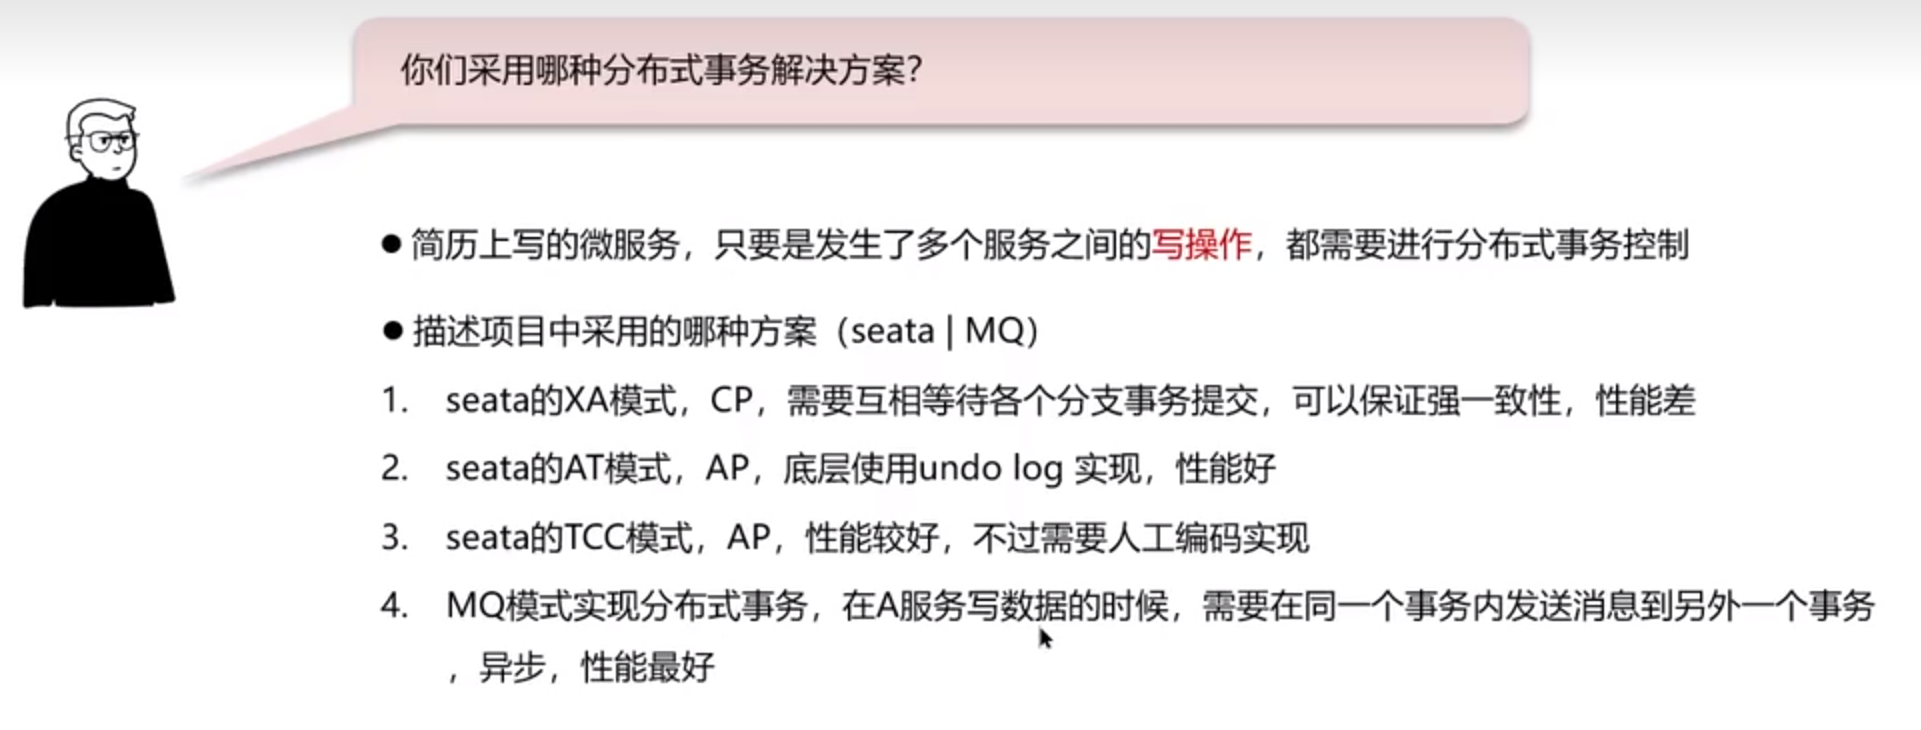 你们采用哪种分布式事务解决方案?
● 简历上写的微服务，只要是发生了多个服务之间的写操作，都需要进行分布式事务控制
● 描述项目中采用的哪种方案（seata | MQ）
1. seata的XA模式，CP，需要互相等待各个分支事务提交，可以保证强一致性，性能差
2. seata的AT模式，AP，底层使用undo log 实现，性能好
3. seata的TCC模式，AP，性能较好，不过需要人工编码实现
4. MQ模式实现分布式事务，在A服务写数据的时候，需要在同一个事务内发送消息到另外一个事务
，异步，性能最好